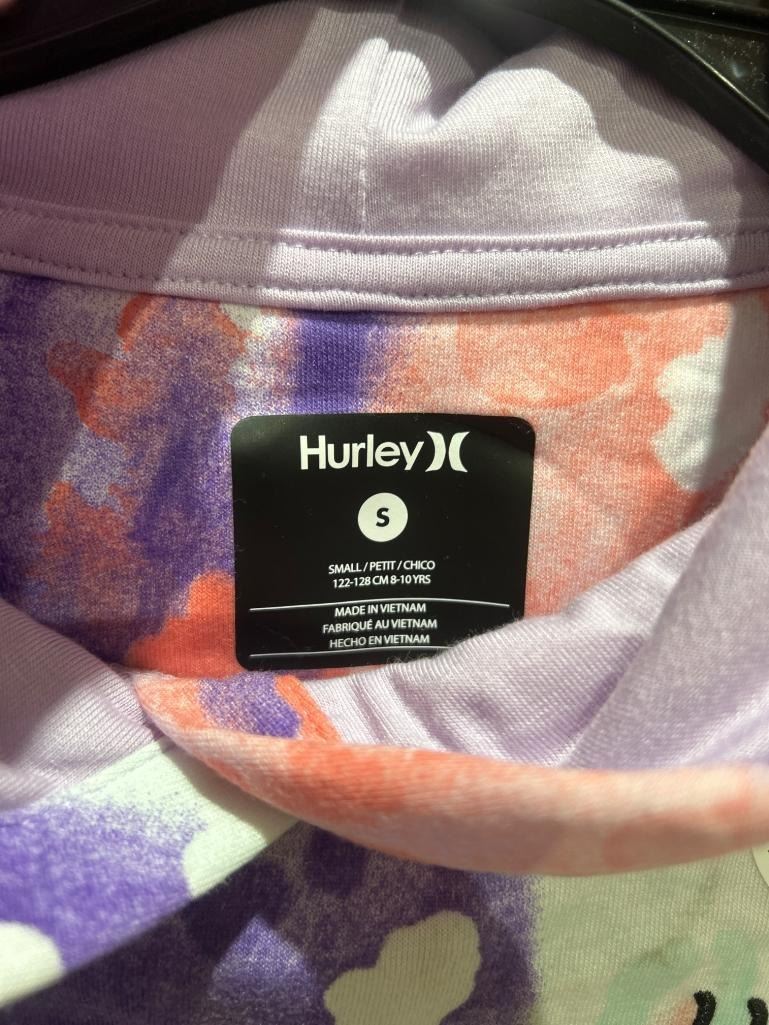 Hurley
S
SMALL / PETIT / CHICO
122-128 CM 8-10 YRS
MADE IN VIETNAM
FABRIQUÉ AU VIETNAM
HECHO EN VIETNAM